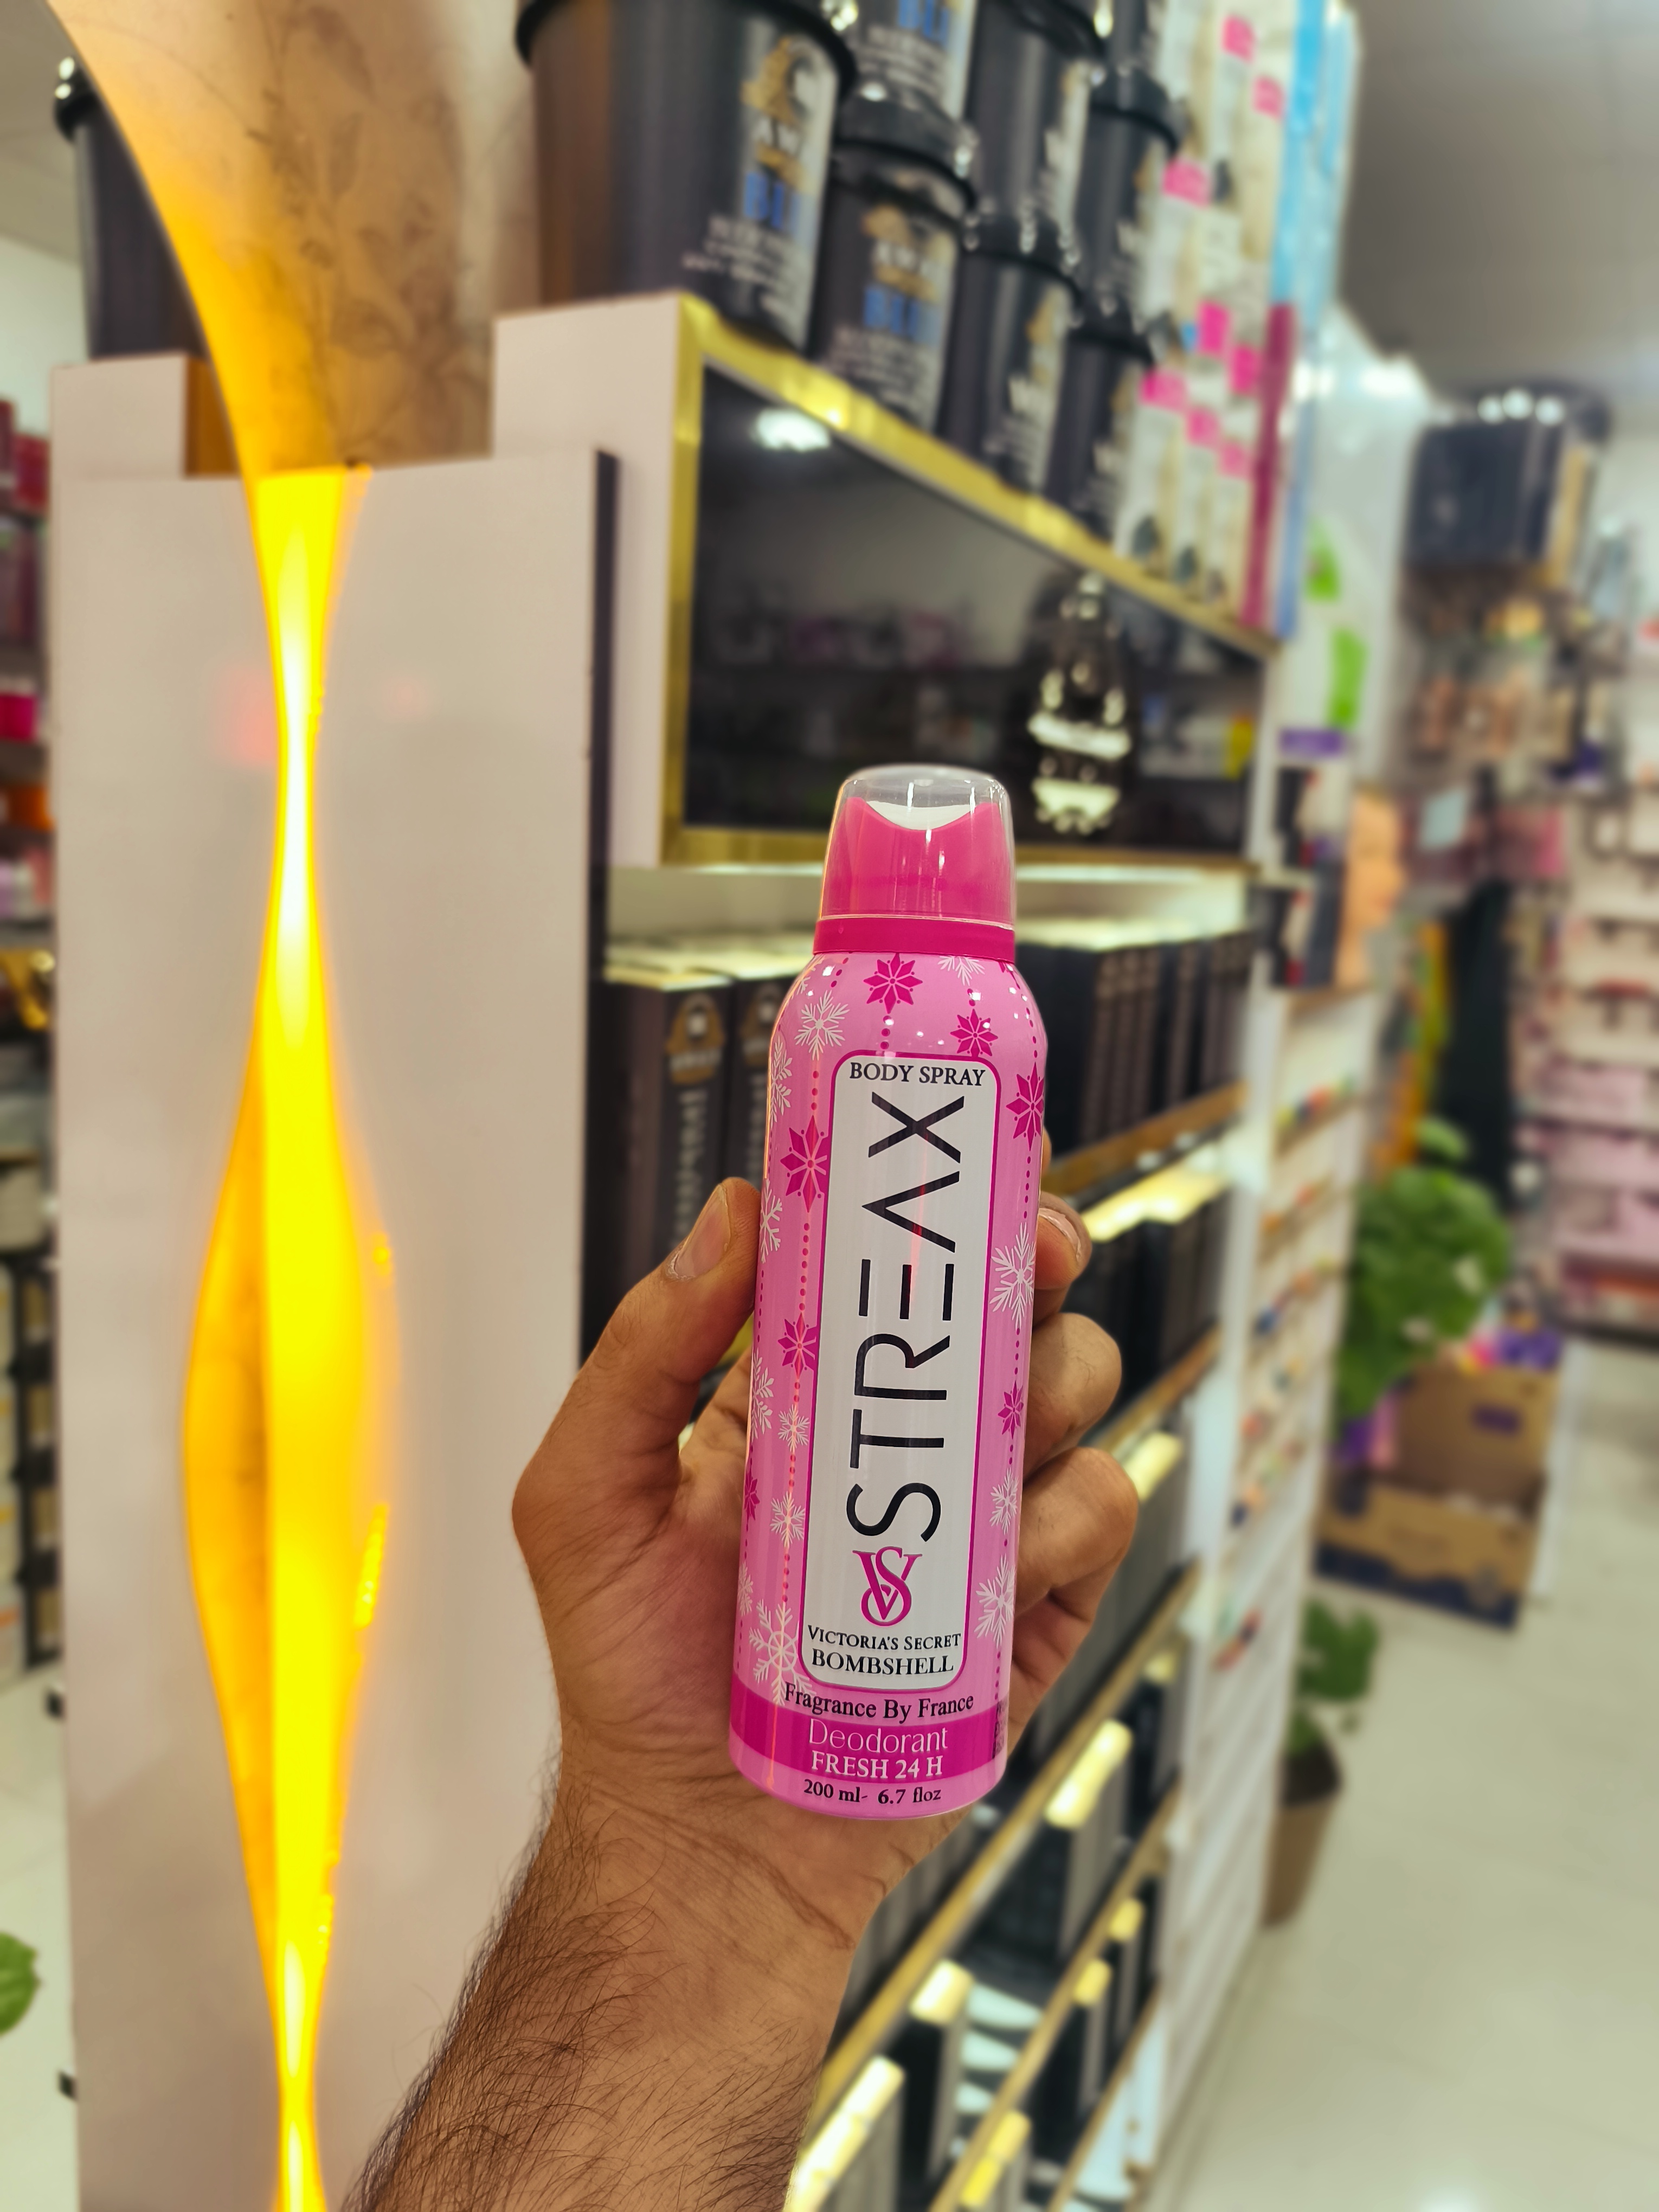 BODY SPRAY
STREAX
VS
VICTORIA'S SECRET
BOMBSHELL
Fragrance By France
Deodorant
FRESH 24 H
200 ml- 6.7 floz